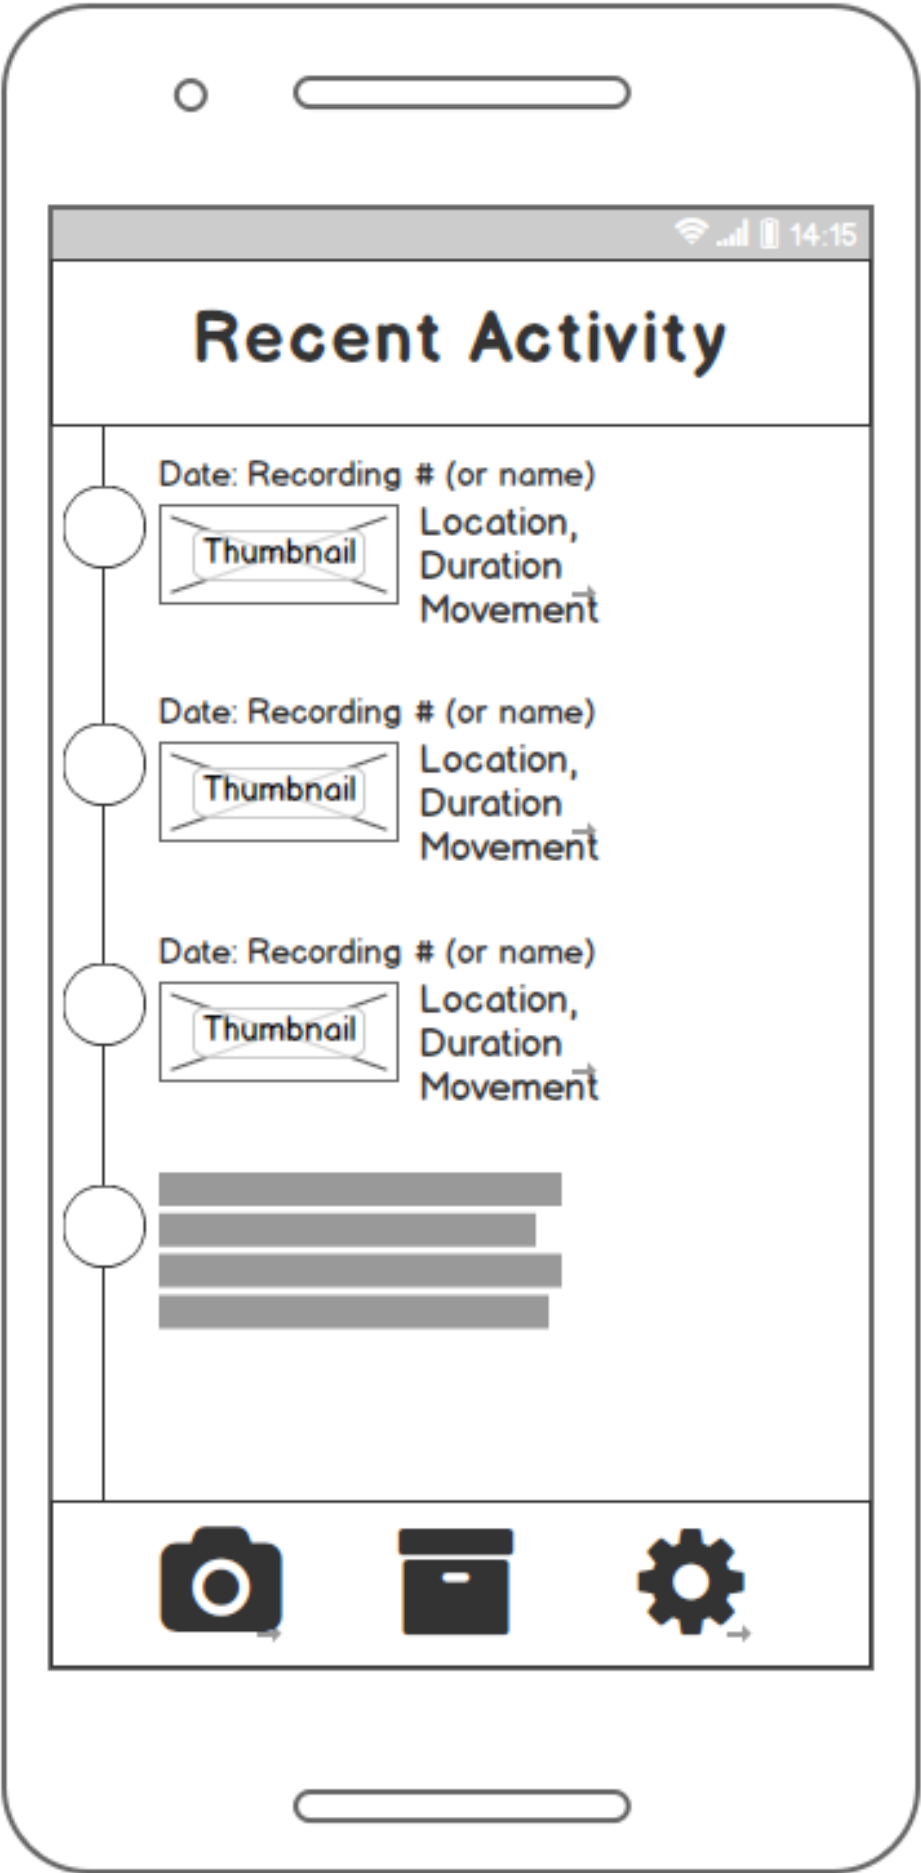 14:15
Recent Activity
Date: Recording # (or name)
Thumbnail
Location,
Duration
Movement
Date: Recording # (or name)
Thumbnail
Location,
Duration
Movement
Date: Recording # (or name)
Thumbnail
Location,
Duration
Movement